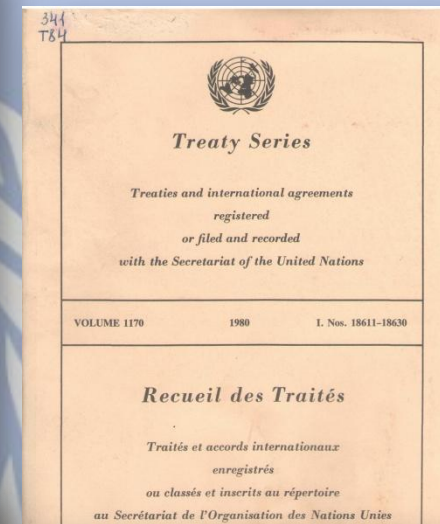 341
T84
Treaty Series
Treaties and international agreements
registered
or filed and recorded
with the Secretariat of the United Nations
VOLUME 1170 1980 I. Nos. 18611-18630
Recueil des Traités
Traités et accords internationaux
enregistrés
ou classés et inscrits au répertoire
au Secrétariat de l'Organisation des Nations Unies